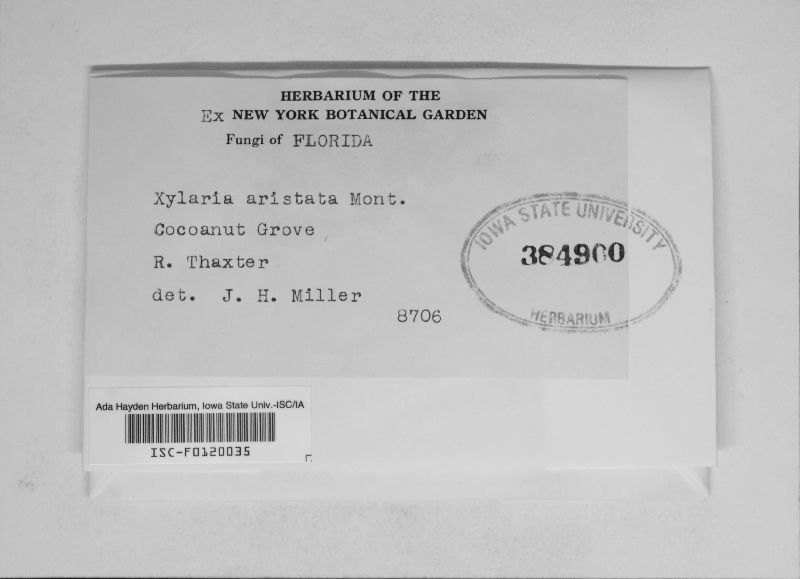 HERBARIUM OF THE
Ex NEW YORK BOTANICAL GARDEN
Fungi of FLORIDA
Xylaria aristata Mont.
Cocoanut Grove
R. Thaxter
det. J. H. Miller
8706
IOWA STATE UNIVERSITY
384900
HERBARIUM
Ada Hayden Herbarium, Iowa State Univ.-ISC/IA
ISC-F0120035